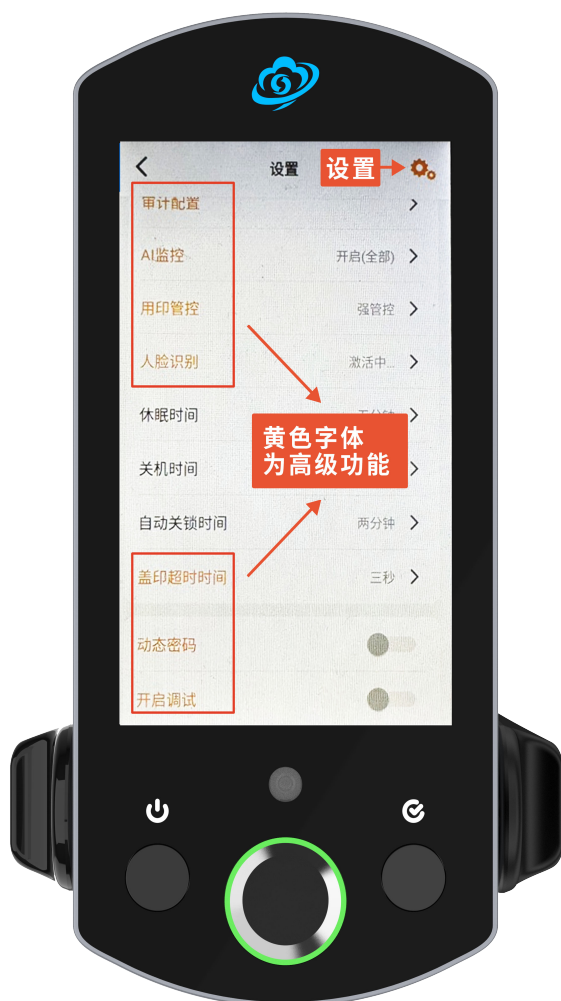 设置
设置
审计配置
AI监控 开启(全部)
用印管控 强管控
人脸识别 激活中...
休眠时间
黄色字体
为高级功能
关机时间
自动关锁时间 两分钟
盖印超时时间 三秒
动态密码
开启调试